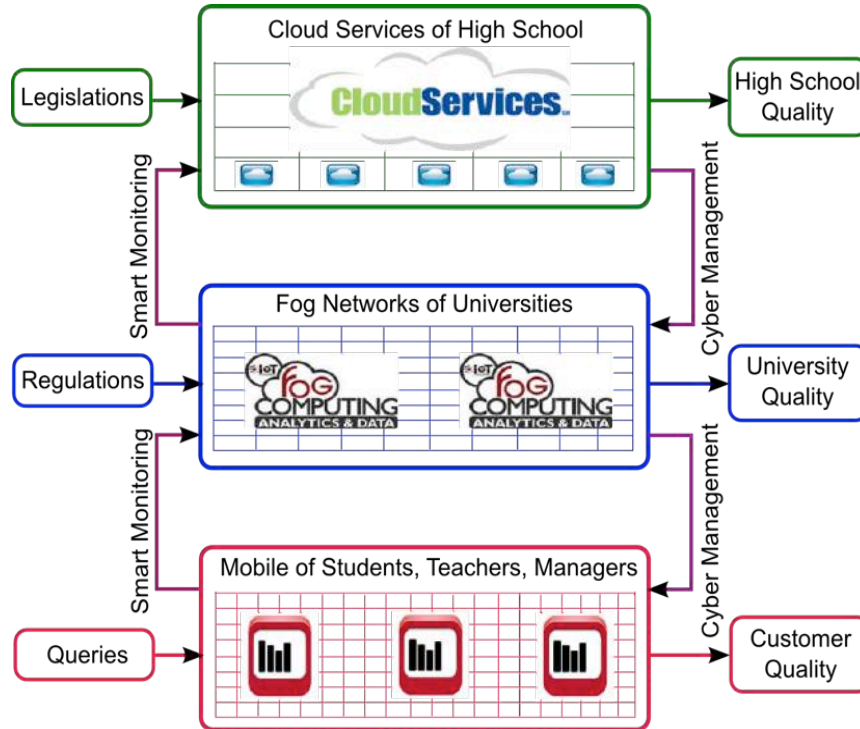 Cloud Services of High School
Legislations
CloudServices
High School
Quality
Smart Monitoring
Cyber Management
Fog Networks of Universities
Regulations
IoT
FOG
COMPUTING
ANALYTICS & DATA
IoT
FOG
COMPUTING
ANALYTICS & DATA
University
Quality
Smart Monitoring
Cyber Management
Mobile of Students, Teachers, Managers
Queries
Customer
Quality